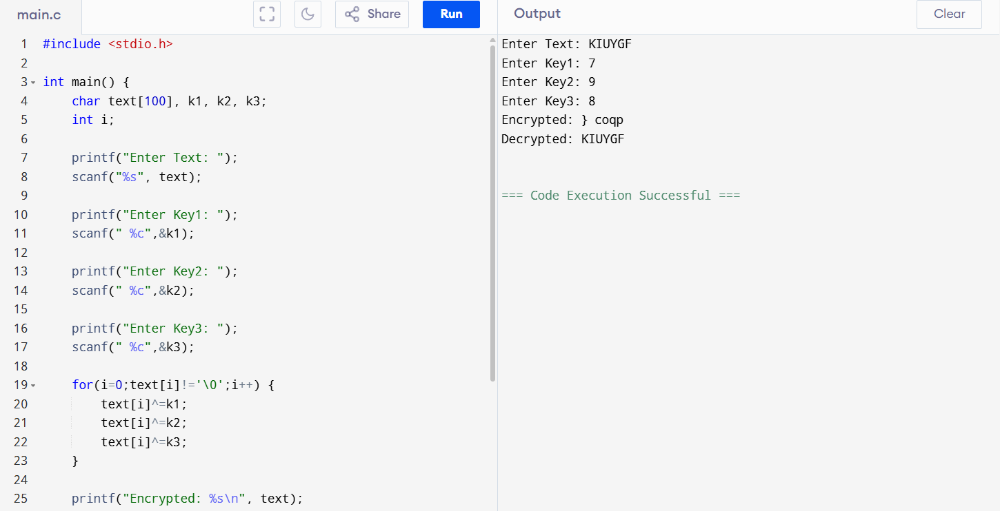 main.c
Share
Run
Output
Clear
1 #include <stdio.h>
2
3 int main() {
4 char text[100], k1, k2, k3;
5 int i;
6
7 printf("Enter Text: ");
8 scanf("%s", text);
9
10 printf("Enter Key1: ");
11 scanf(" %c",&k1);
12
13 printf("Enter Key2: ");
14 scanf(" %c",&k2);
15
16 printf("Enter Key3: ");
17 scanf(" %c",&k3);
18
19 for(i=0;text[i]!='\0';i++) {
20 text[i]^=k1;
21 text[i]^=k2;
22 text[i]^=k3;
23 }
24
25 printf("Encrypted: %s\n", text);
Enter Text: KIUYGF
Enter Key1: 7
Enter Key2: 9
Enter Key3: 8
Encrypted: } coqp
Decrypted: KIUYGF
=== Code Execution Successful ===